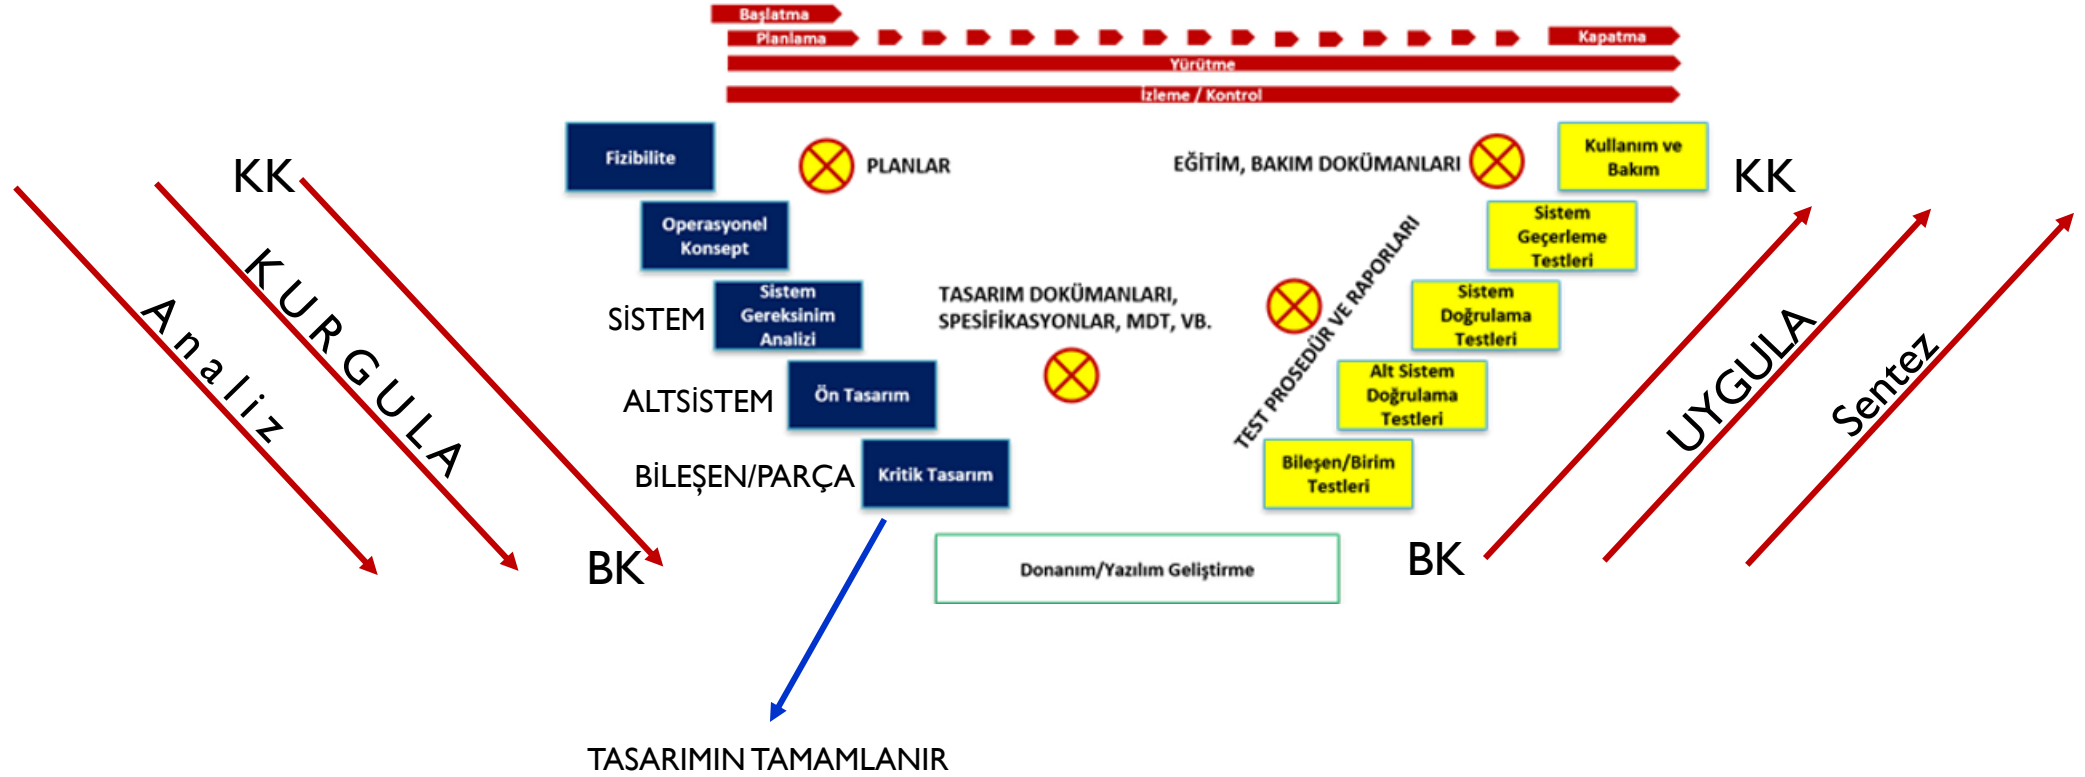 Başlatma
Planlama
Kapatma
Yürütme
İzleme / Kontrol
Fizibilite
PLANLAR
EĞİTİM, BAKIM DOKÜMANLARI
Kullanım ve
Bakım
KK
KK
Operasyonel
Konsept
Sistem
Geçerleme
Testleri
Analiz
KURGULA
SİSTEM
Sistem
Gereksinim
Analizi
TASARIM DOKÜMANLARI,
SPESİFİKASYONLAR, MDT, VB.
TEST PROSEDÜR VE RAPORLARI
Sistem
Doğrulama
Testleri
UYGULA
Sentez
ALTSİSTEM
Ön Tasarım
Alt Sistem
Doğrulama
Testleri
BİLEŞEN/PARÇA
Kritik Tasarım
Bileşen/Birim
Testleri
BK
Donanım/Yazılım Geliştirme
BK
TASARIMIN TAMAMLANIR